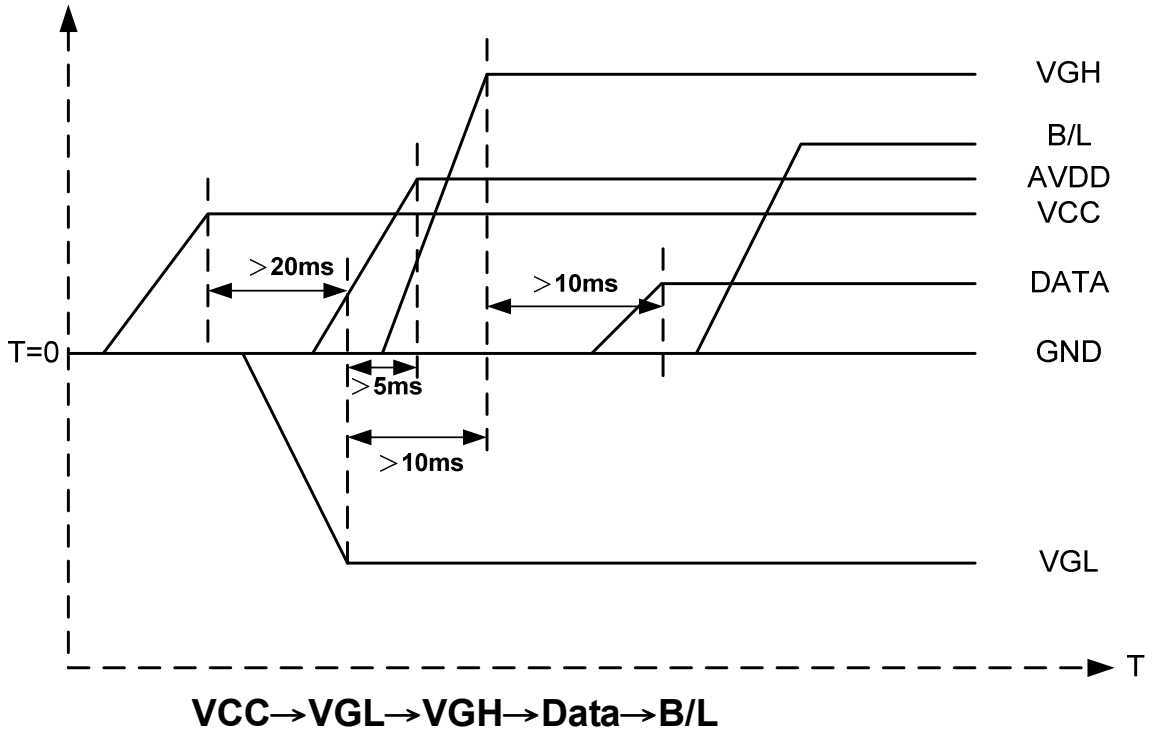 VGH
B/L
AVDD
VCC
>20ms
>10ms
DATA
T=0
GND
>5ms
>10ms
VGL
T
VCC→VGL→VGH→Data→B/L